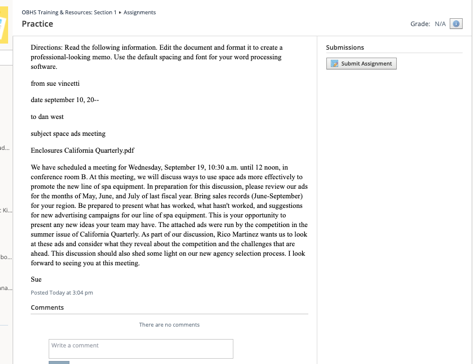 OBHS Training & Resources: Section 1 • Assignments
Practice
Grade: N/A
Directions: Read the following information. Edit the document and format it to create a
professional-looking memo. Use the default spacing and font for your word processing
software.
from sue vincetti
date september 10, 20--
to dan west
subject space ads meeting
Enclosures California Quarterly.pdf
We have scheduled a meeting for Wednesday, September 19, 10:30 a.m. until 12 noon, in
conference room B. At this meeting, we will discuss ways to use space ads more effectively to
promote the new line of spa equipment. In preparation for this discussion, please review our ads
for the months of May, June, and July of last fiscal year. Bring sales records (June-September)
for your region. Be prepared to present what has worked, what hasn't worked, and suggestions
for new advertising campaigns for our line of spa equipment. This is your opportunity to
present any new ideas your team may have. The attached ads were run by the competition in the
summer issue of California Quarterly. As part of our discussion, Rico Martinez wants us to look
at these ads and consider what they reveal about the competition and the challenges that are
ahead. This discussion should also shed some light on our new agency selection process. I look
forward to seeing you at this meeting.
Sue
Posted Today at 3:04 pm
Comments
There are no comments
Write a comment
Submissions
Submit Assignment
ad...
Ki...
bo...
ana...